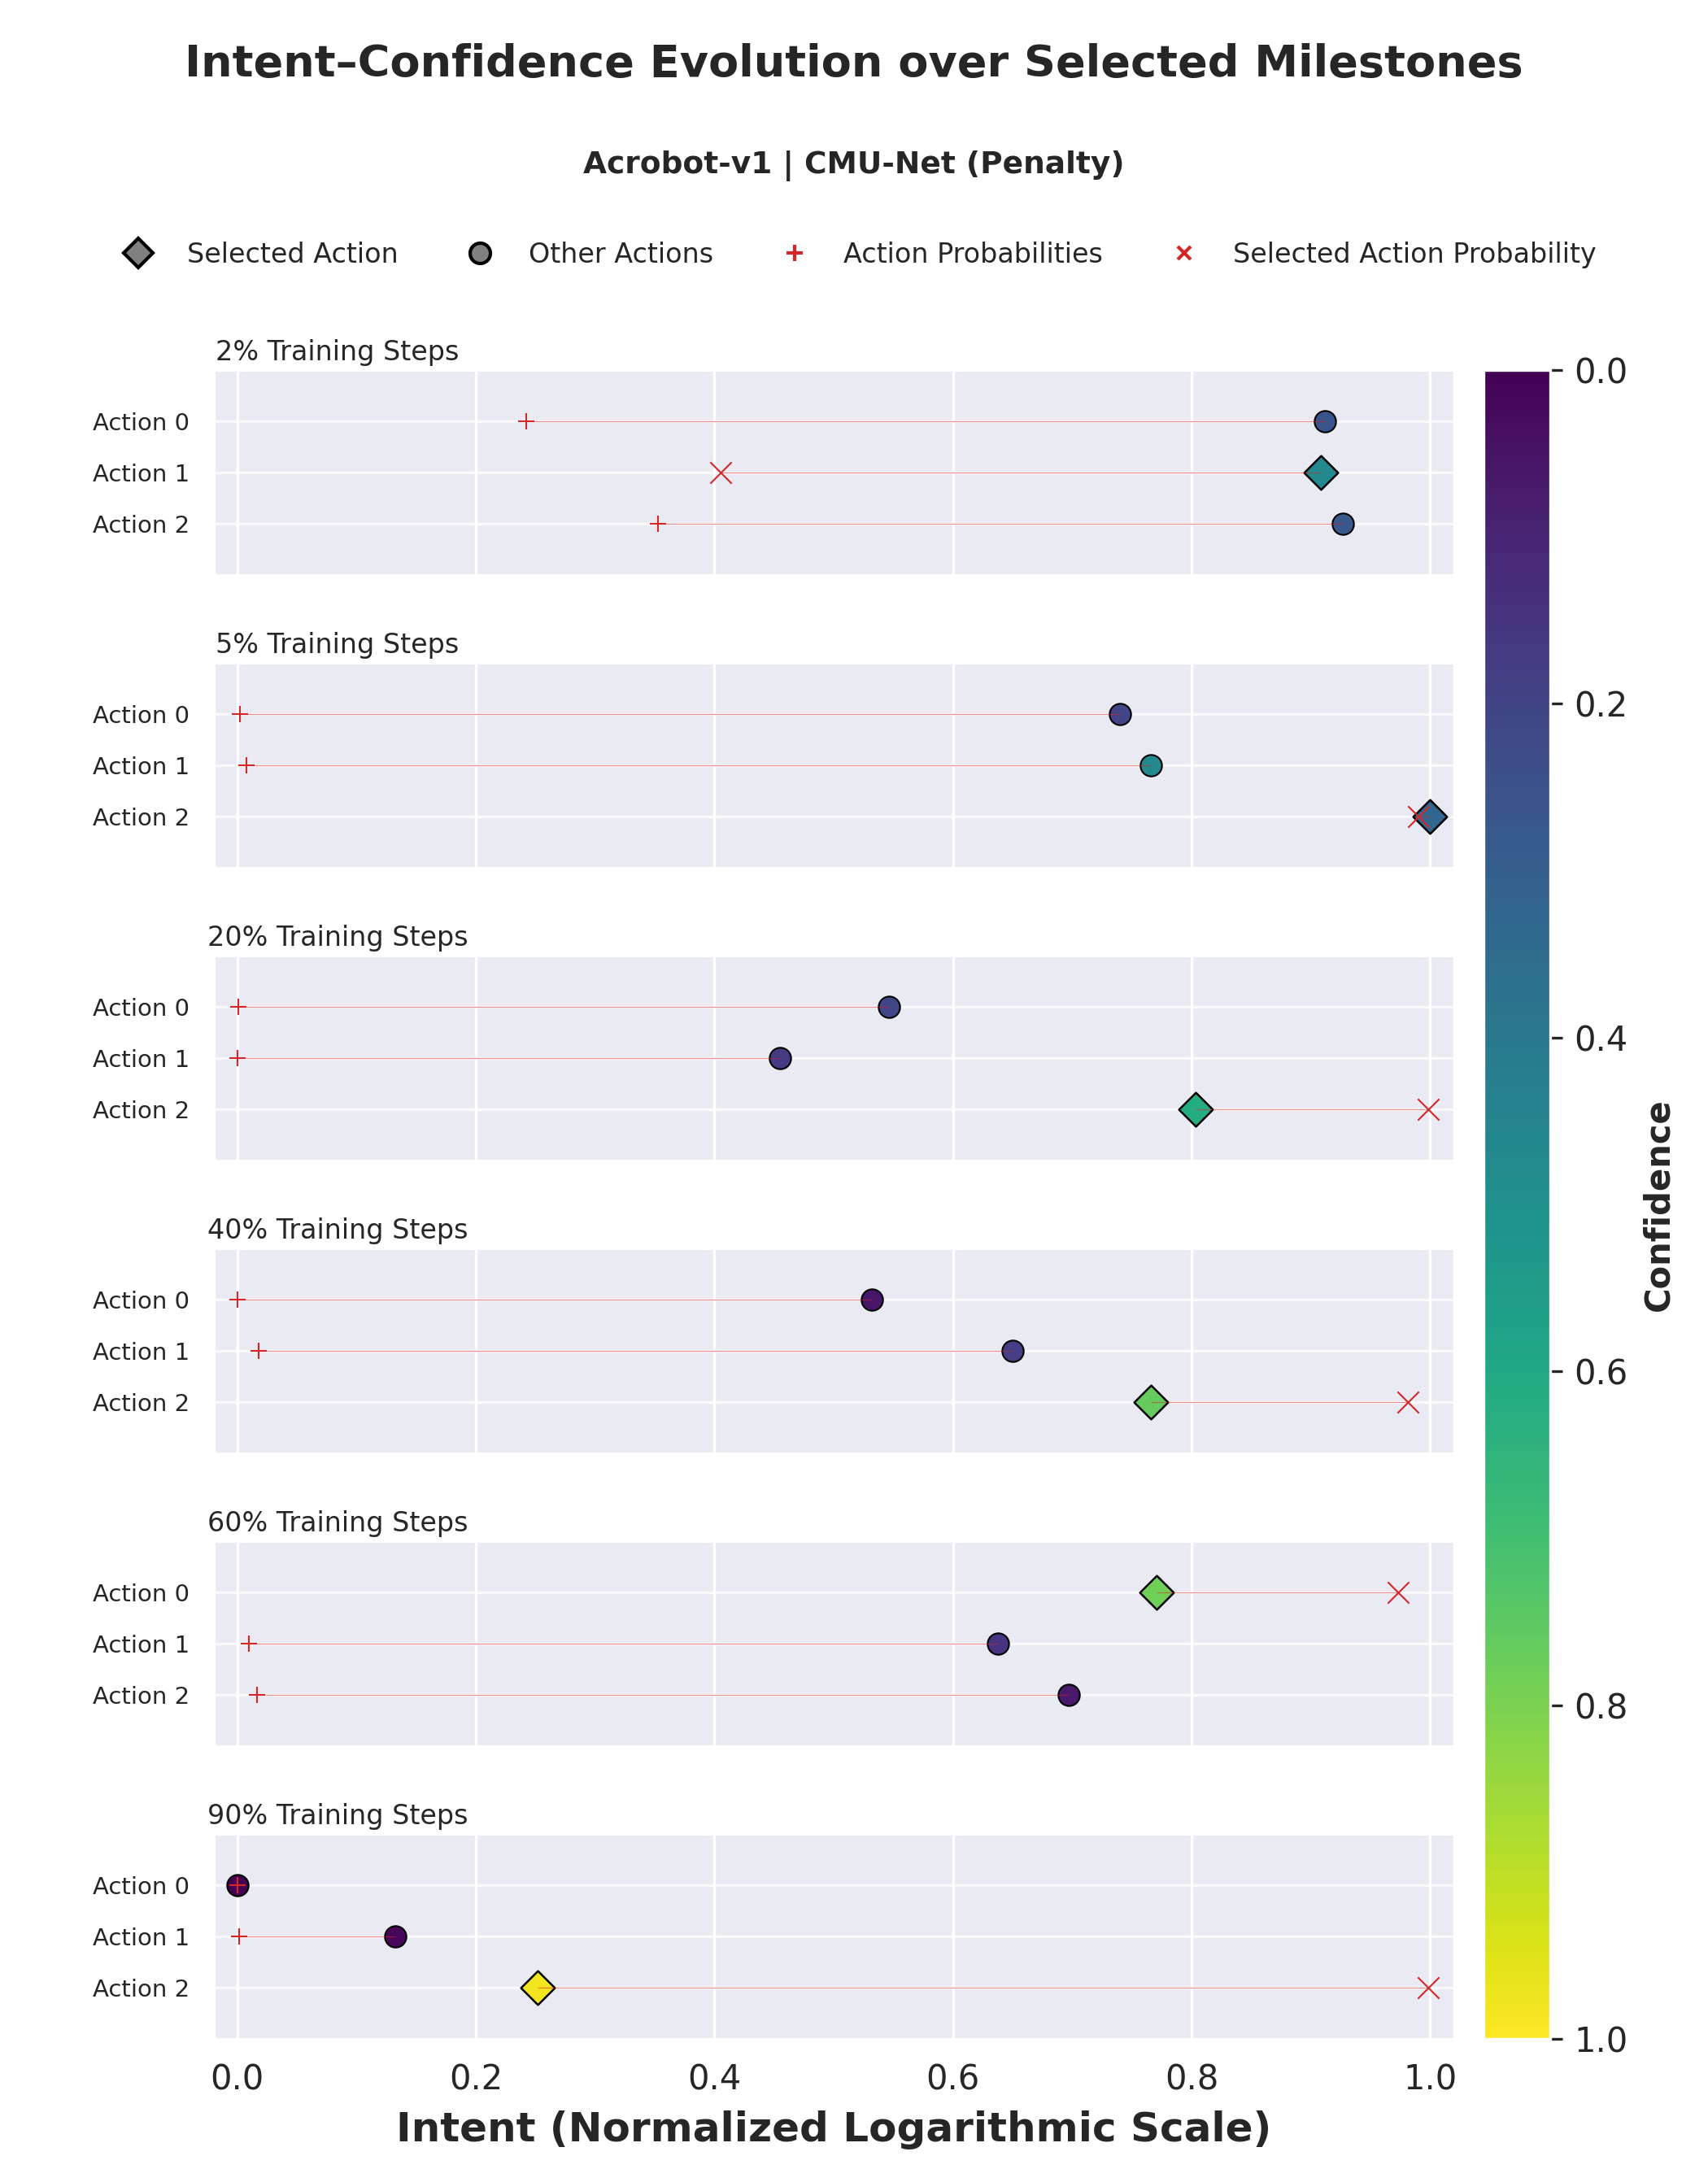 Intent–Confidence Evolution over Selected Milestones
Acrobot-v1 | CMU-Net (Penalty)
Selected Action Other Actions Action Probabilities Selected Action Probability
2% Training Steps
Action 0
Action 1
Action 2
5% Training Steps
Action 0
Action 1
Action 2
20% Training Steps
Action 0
Action 1
Action 2
40% Training Steps
Action 0
Action 1
Action 2
60% Training Steps
Action 0
Action 1
Action 2
90% Training Steps
Action 0
Action 1
Action 2
0.0 0.2 0.4 0.6 0.8 1.0
Intent (Normalized Logarithmic Scale)
0.0
0.2
0.4
0.6
0.8
1.0
Confidence